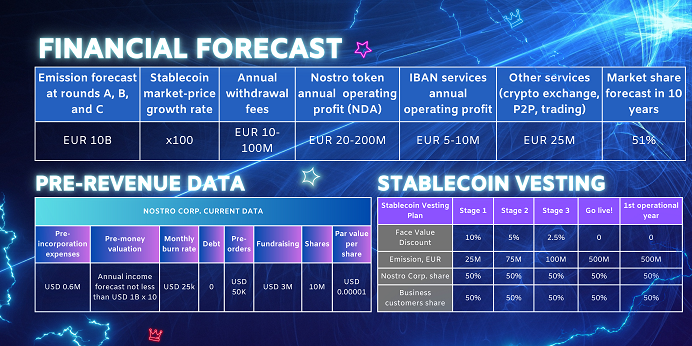 FINANCIAL FORECAST
Emission forecast at rounds A, B, and C
Stablecoin market-price growth rate
Annual withdrawal fees
Nostro token annual operating profit (NDA)
IBAN services annual operating profit
Other services (crypto exchange, P2P, trading)
Market share forecast in 10 years
EUR 10B
x100
EUR 10-100M
EUR 20-200M
EUR 5-10M
EUR 25M
51%
PRE-REVENUE DATA
NOSTRO CORP. CURRENT DATA
Pre-incorporation expenses
Pre-money valuation
Monthly burn rate
Debt
Pre-orders
Fundraising
Shares
Par value per share
USD 0.6M
Annual income forecast not less than USD 1B x 10
USD 25k
0
USD 50K
USD 3M
10M
USD 0.00001
STABLECOIN VESTING
Stablecoin Vesting Plan
Stage 1
Stage 2
Stage 3
Go live!
1st operational year
Face Value Discount
10%
5%
2.5%
0
0
Emission, EUR
25M
75M
100M
500M
500M
Nostro Corp. share
50%
50%
50%
50%
50%
Business customers share
50%
50%
50%
50%
50%